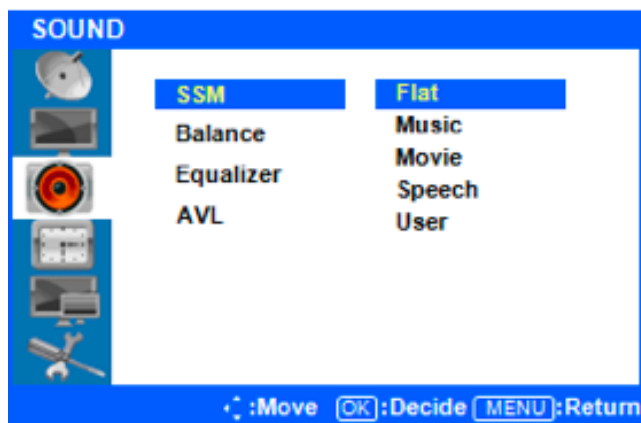 SOUND
SSM
Balance
Equalizer
AVL
Flat
Music
Movie
Speech
User
:Move OK:Decide MENU:Return